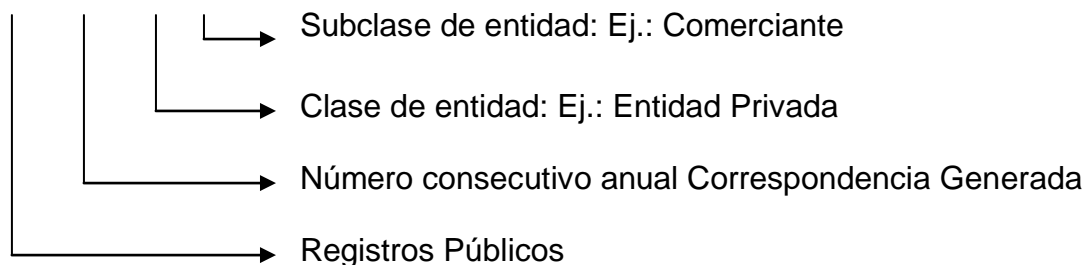 Subclase de entidad: Ej.: Comerciante
Clase de entidad: Ej.: Entidad Privada
Número consecutivo anual Correspondencia Generada
Registros Públicos